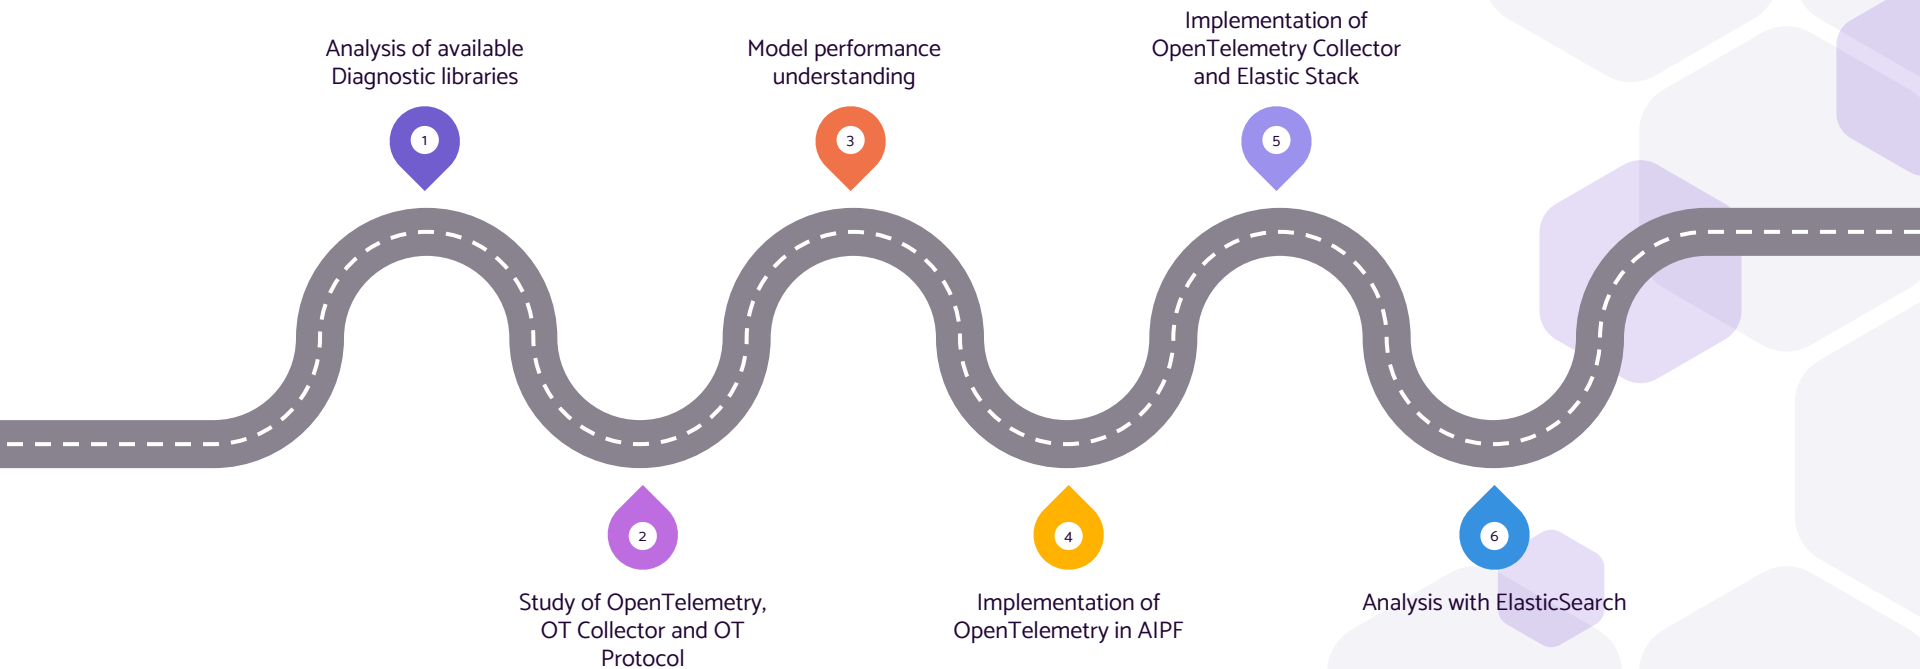 Analysis of available
Diagnostic libraries
1
Study of OpenTelemetry,
OT Collector and OT
Protocol
2
Model performance
understanding
3
Implementation of
OpenTelemetry in AIPF
4
Implementation of
OpenTelemetry Collector
and Elastic Stack
5
Analysis with ElasticSearch
6